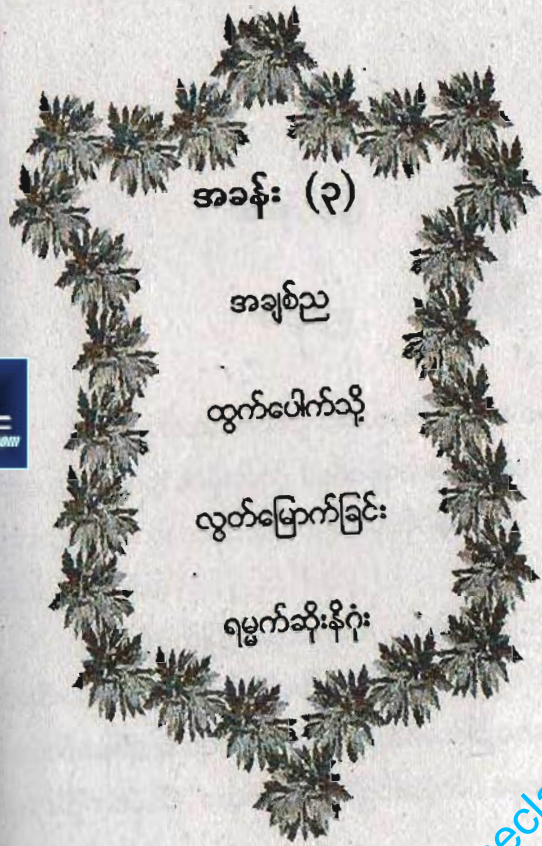 အခန်း (၃)
အချစ်ည
ထွက်ပေါက်သို့
လွတ်မြောက်ခြင်း
ရမ္မက်ဆိုးနိဂုံး
com